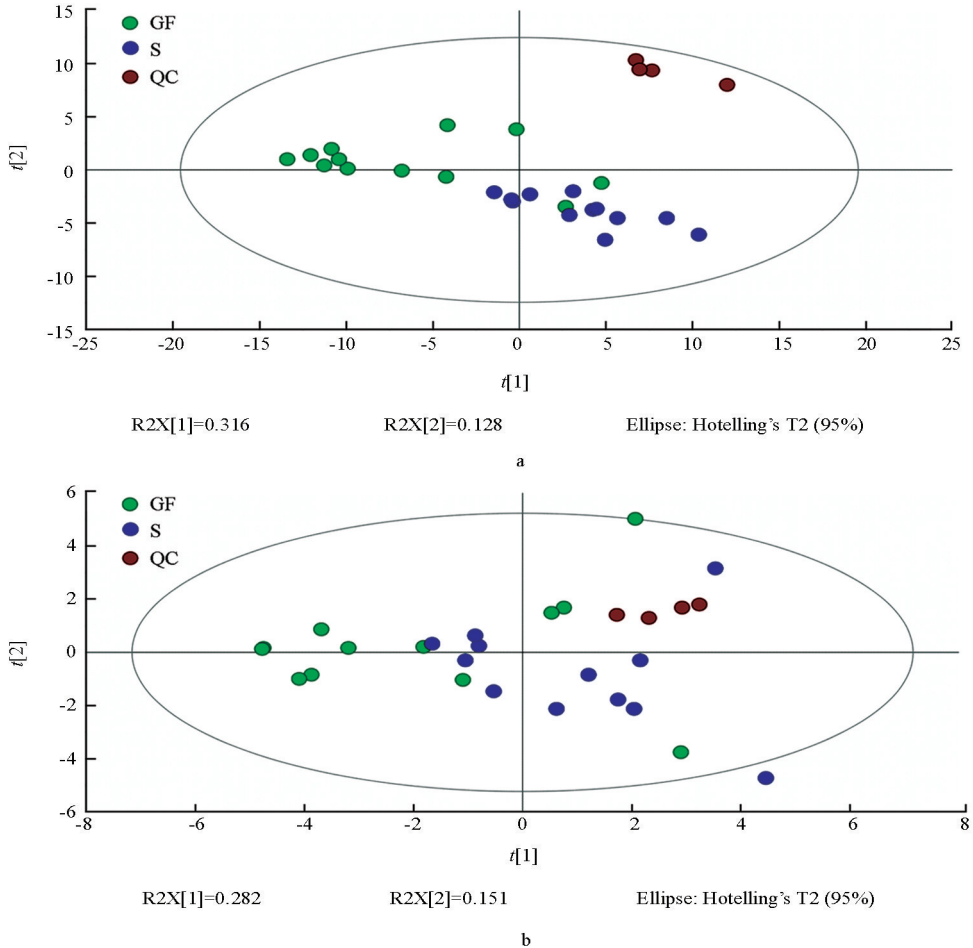 15
GF
S
QC
10
5
0
-5
-10
-15
t[2]
-25 -20 -15 -10 -5 0 5 10 15 20 25
t[1]
R2X[1]=0.316 R2X[2]=0.128 Ellipse: Hotelling's T2 (95%)
a
6
GF
S
QC
4
2
0
-2
-4
-6
t[2]
-8 -6 -4 -2 0 2 4 6 8
t[1]
R2X[1]=0.282 R2X[2]=0.151 Ellipse: Hotelling's T2 (95%)
b